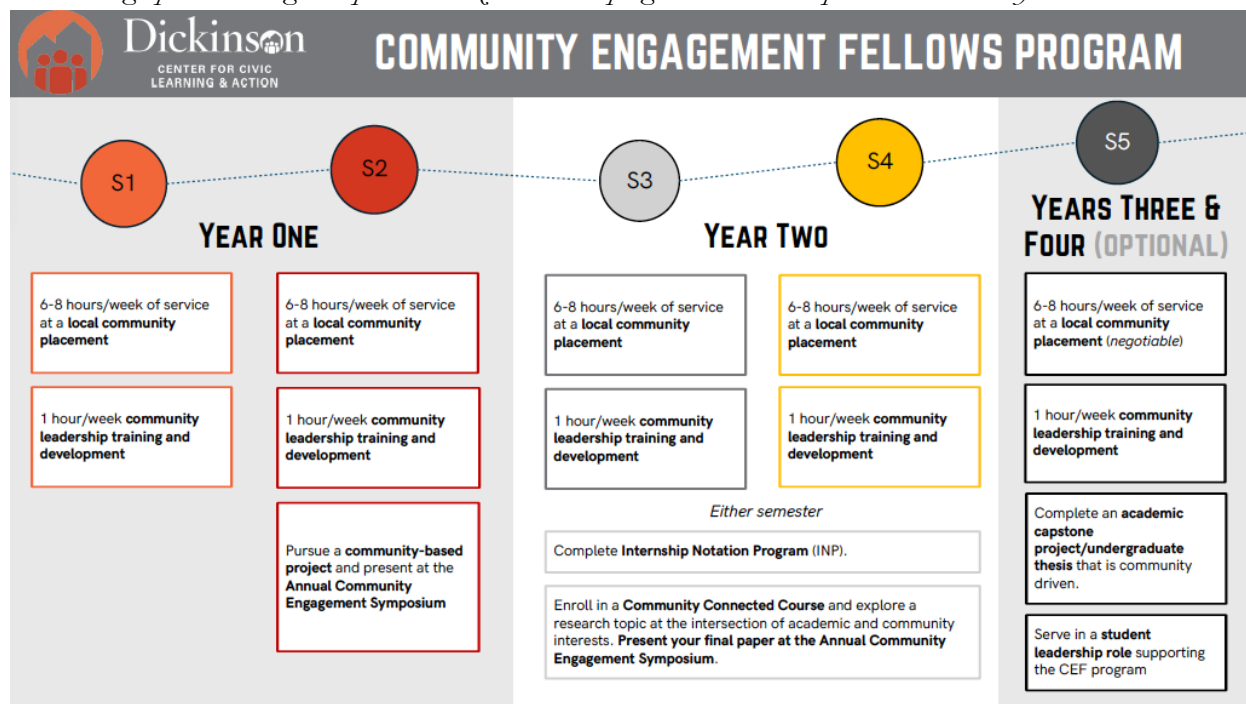 Dickinson
CENTER FOR CIVIC
LEARNING & ACTION
COMMUNITY ENGAGEMENT FELLOWS PROGRAM
S1
S2
S3
S4
S5
YEAR ONE
6-8 hours/week of service
at a local community
placement
1 hour/week community
leadership training and
development
6-8 hours/week of service
at a local community
placement
1 hour/week community
leadership training and
development
Pursue a community-based
project and present at the
Annual Community
Engagement Symposium
YEAR TWO
6-8 hours/week of service
at a local community
placement
1 hour/week community
leadership training and
development
6-8 hours/week of service
at a local community
placement
1 hour/week community
leadership training and
development
Either semester
Complete Internship Notation Program (INP).
Enroll in a Community Connected Course and explore a
research topic at the intersection of academic and community
interests. Present your final paper at the Annual Community
Engagement Symposium.
YEARS THREE &
FOUR (OPTIONAL)
6-8 hours/week of service
at a local community
placement (negotiable)
1 hour/week community
leadership training and
development
Complete an academic
capstone
project/undergraduate
thesis that is community
driven.
Serve in a student
leadership role supporting
the CEF program